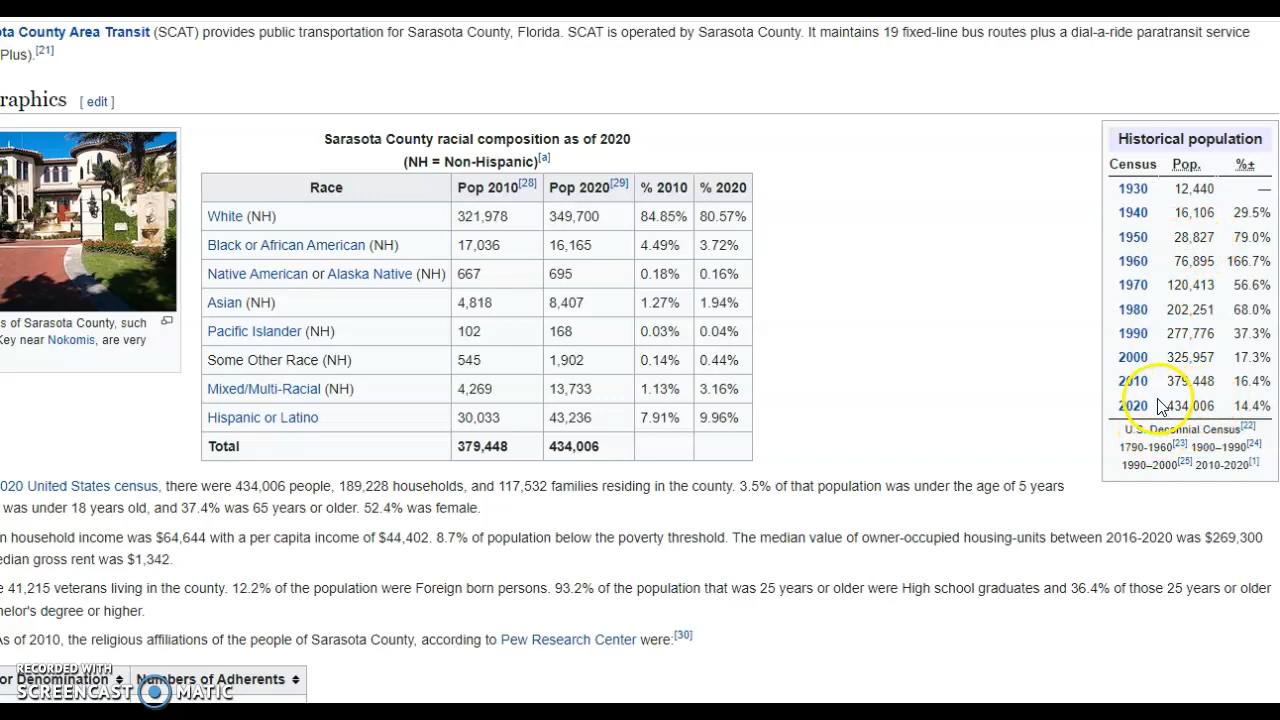 ota County Area Transit (SCAT) provides public transportation for Sarasota County, Florida. SCAT is operated by Sarasota County. It maintains 19 fixed-line bus routes plus a dial-a-ride paratransit service
Plus).[21]
raphics [ edit ]
s of Sarasota County, such
Key near Nokomis, are very
Sarasota County racial composition as of 2020
(NH = Non-Hispanic)[a]
Race Pop 2010[28] Pop 2020[29] % 2010 % 2020
White (NH) 321,978 349,700 84.85% 80.57%
Black or African American (NH) 17,036 16,165 4.49% 3.72%
Native American or Alaska Native (NH) 667 695 0.18% 0.16%
Asian (NH) 4,818 8,407 1.27% 1.94%
Pacific Islander (NH) 102 168 0.03% 0.04%
Some Other Race (NH) 545 1,902 0.14% 0.44%
Mixed/Multi-Racial (NH) 4,269 13,733 1.13% 3.16%
Hispanic or Latino 30,033 43,236 7.91% 9.96%
Total 379,448 434,006
Historical population
Census Pop. %±
1930 12,440 —
1940 16,106 29.5%
1950 28,827 79.0%
1960 76,895 166.7%
1970 120,413 56.6%
1980 202,251 68.0%
1990 277,776 37.3%
2000 325,957 17.3%
2010 379,448 16.4%
2020 434,006 14.4%
U.S. Decennial Census[22]
1790-1960[23] 1900–1990[24]
1990–2000[25] 2010-2020[1]
020 United States census, there were 434,006 people, 189,228 households, and 117,532 families residing in the county. 3.5% of that population was under the age of 5 years
was under 18 years old, and 37.4% was 65 years or older. 52.4% was female.
n household income was $64,644 with a per capita income of $44,402. 8.7% of population below the poverty threshold. The median value of owner-occupied housing-units between 2016-2020 was $269,300
edian gross rent was $1,342.
e 41,215 veterans living in the county. 12.2% of the population were Foreign born persons. 93.2% of the population that was 25 years or older were High school graduates and 36.4% of those 25 years or older
helor's degree or higher.
As of 2010, the religious affiliations of the people of Sarasota County, according to Pew Research Center were:[30]
or Denomination Numbers of Adherents
RECORDED WITH
SCREENCAST MATIC